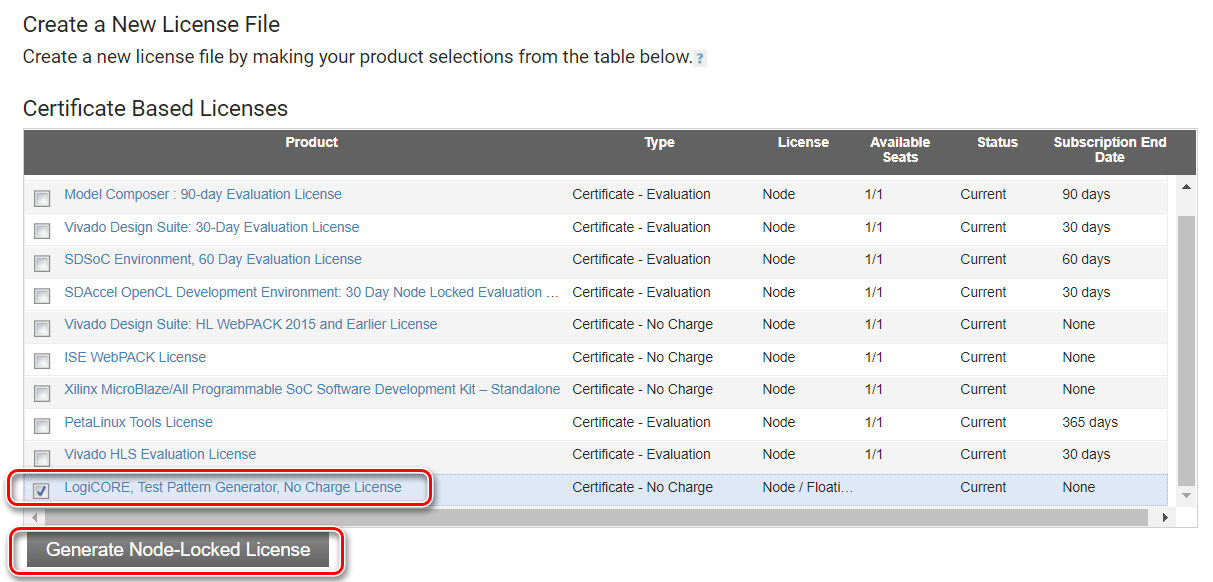 Create a New License File
Create a new license file by making your product selections from the table below. ?
Certificate Based Licenses
Product Type License Available Seats Status Subscription End Date
Model Composer : 90-day Evaluation License Certificate - Evaluation Node 1/1 Current 90 days
Vivado Design Suite: 30-Day Evaluation License Certificate - Evaluation Node 1/1 Current 30 days
SDSoC Environment, 60 Day Evaluation License Certificate - Evaluation Node 1/1 Current 60 days
SDAccel OpenCL Development Environment: 30 Day Node Locked Evaluation ... Certificate - Evaluation Node 1/1 Current 30 days
Vivado Design Suite: HL WebPACK 2015 and Earlier License Certificate - No Charge Node 1/1 Current None
ISE WebPACK License Certificate - No Charge Node 1/1 Current None
Xilinx MicroBlaze/All Programmable SoC Software Development Kit – Standalone Certificate - No Charge Node 1/1 Current None
PetaLinux Tools License Certificate - Evaluation Node 1/1 Current 365 days
Vivado HLS Evaluation License Certificate - Evaluation Node 1/1 Current 30 days
LogiCORE, Test Pattern Generator, No Charge License Certificate - No Charge Node / Floati... Current None
Generate Node-Locked License